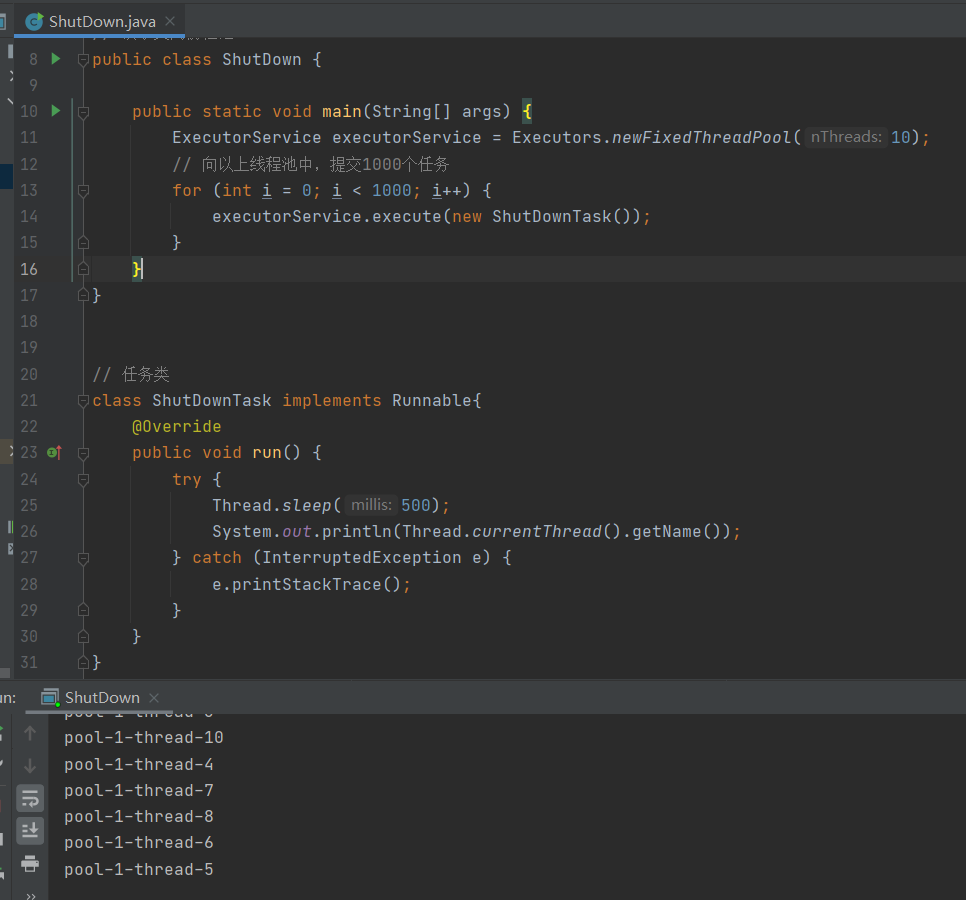 ShutDown.java
8 public class ShutDown {
9
10 public static void main(String[] args) {
11 ExecutorService executorService = Executors.newFixedThreadPool( nThreads: 10);
12 // 向以上线程池中，提交1000个任务
13 for (int i = 0; i < 1000; i++) {
14 executorService.execute(new ShutDownTask());
15 }
16 }
17 }
18
19
20 // 任务类
21 class ShutDownTask implements Runnable{
22 @Override
23 public void run() {
24 try {
25 Thread.sleep( millis: 500);
26 System.out.println(Thread.currentThread().getName());
27 } catch (InterruptedException e) {
28 e.printStackTrace();
29 }
30 }
31 }
un: ShutDown
pool-1-thread-10
pool-1-thread-4
pool-1-thread-7
pool-1-thread-8
pool-1-thread-6
pool-1-thread-5